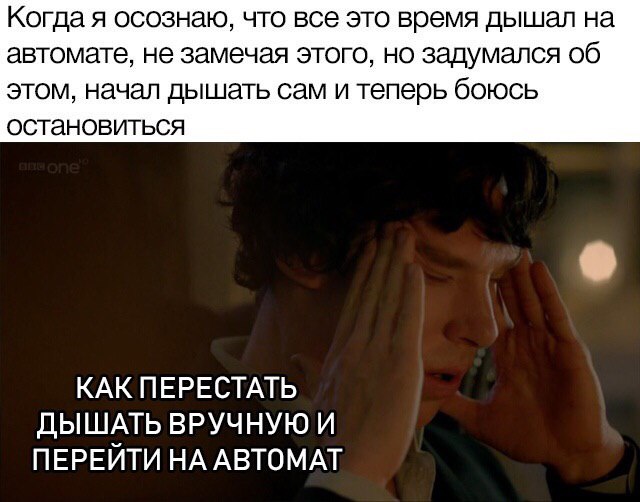 Когда я осознаю, что все это время дышал на
автомате, не замечая этого, но задумался об
этом, начал дышать сам и теперь боюсь
остановиться
BBC one HD
КАК ПЕРЕСТАТЬ
ДЫШАТЬ ВРУЧНУЮ И
ПЕРЕЙТИ НА АВТОМАТ